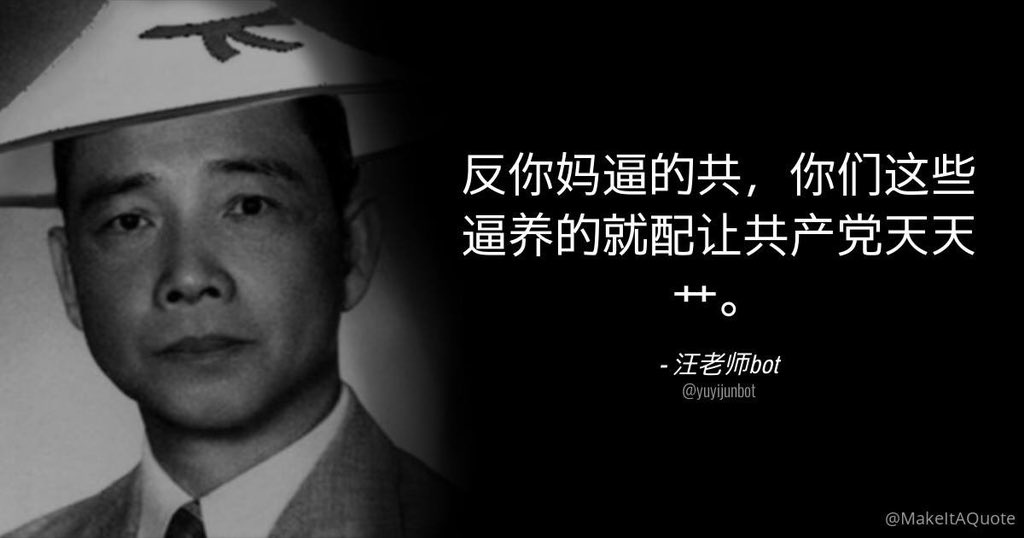 反你妈逼的共，你们这些
逼养的就配让共产党天天
艹。
- 汪老师bot
@yuyijunbot
@MakeItAQuote